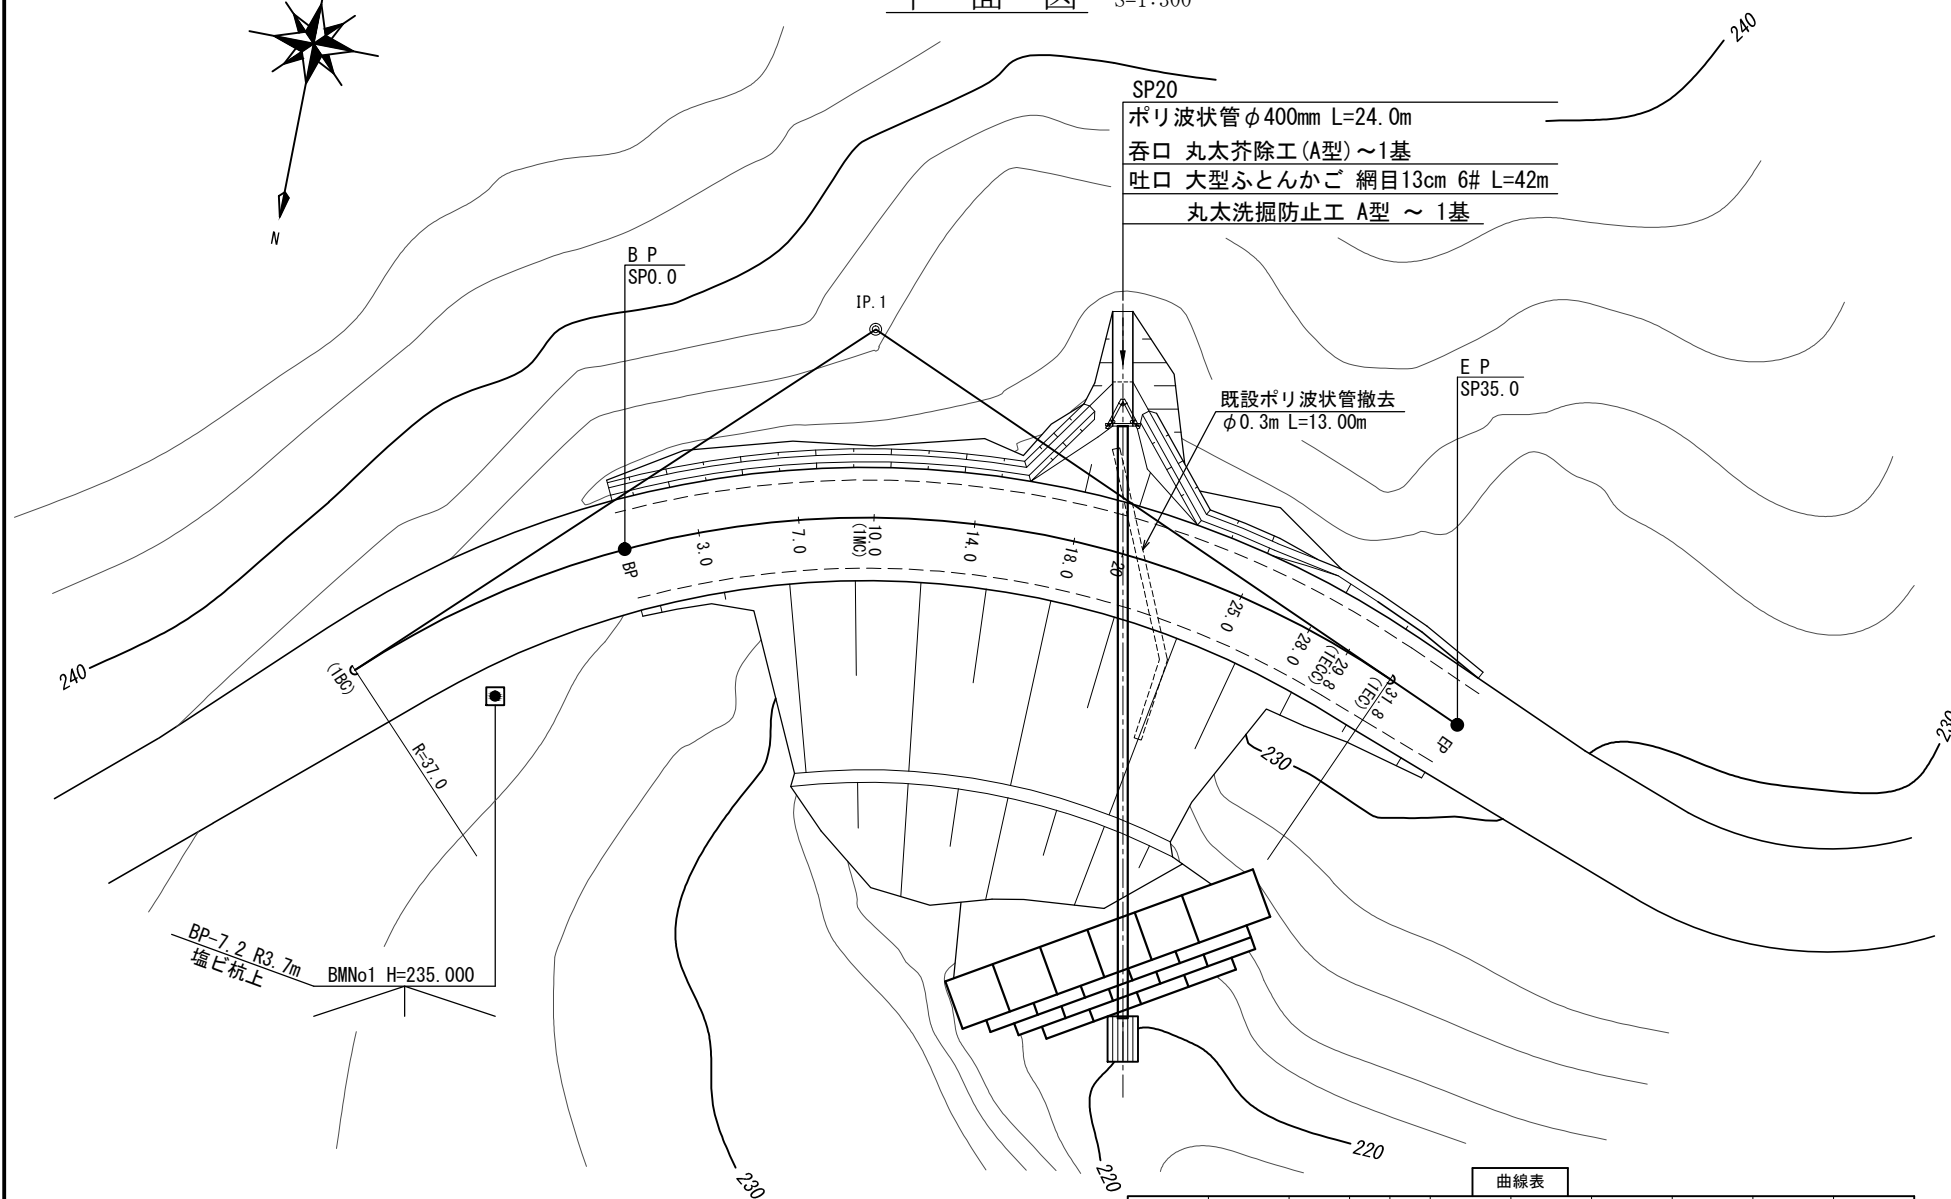 平面図 S=1:300
240
SP20
ポリ波状管φ400mm L=24.0m
呑口 丸太芥除工(A型)～1基
吐口 大型ふとんかご 網目13cm 6# L=42m
丸太洗掘防止工 A型 ～ 1基
N
B P
SP0.0
IP.1
E P
SP35.0
既設ポリ波状管撤去
φ0.3m L=13.00m
BP
3.0
7.0
10.0
(1MC)
14.0
18.0
20
25.0
28.0
29.8
(1ECC)
31.8
(1EC)
EP
(1BC)
240
R=37.0
230
230
BP-7.2 R3.7m
塩ビ杭上
BMNo1 H=235.000
220
220
230
曲線表